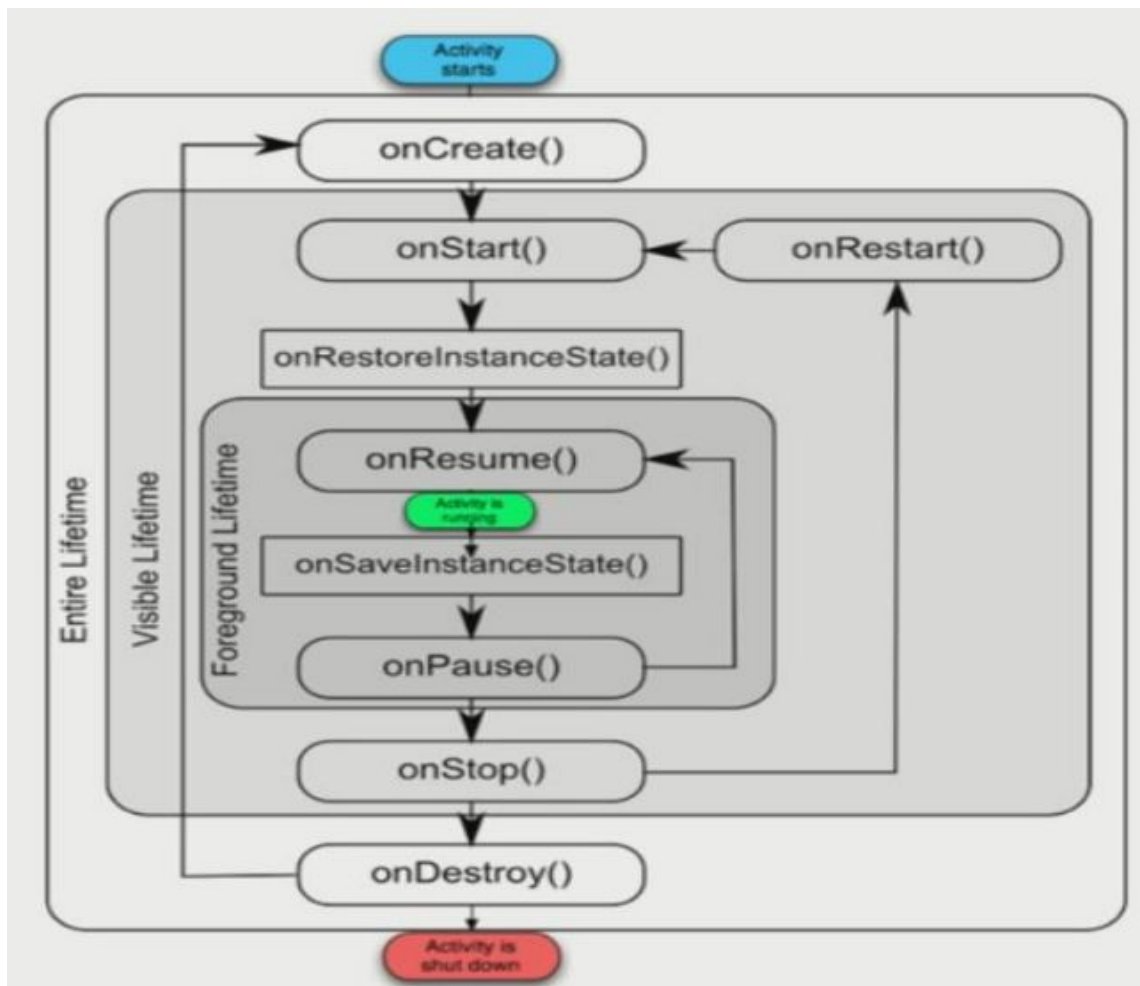 Activity
starts
onCreate()
onStart()
onRestart()
onRestoreInstanceState()
onResume()
Activity is
running
onSaveInstanceState()
onPause()
onStop()
onDestroy()
Activity is
shut down
Entire Lifetime
Visible Lifetime
Foreground Lifetime